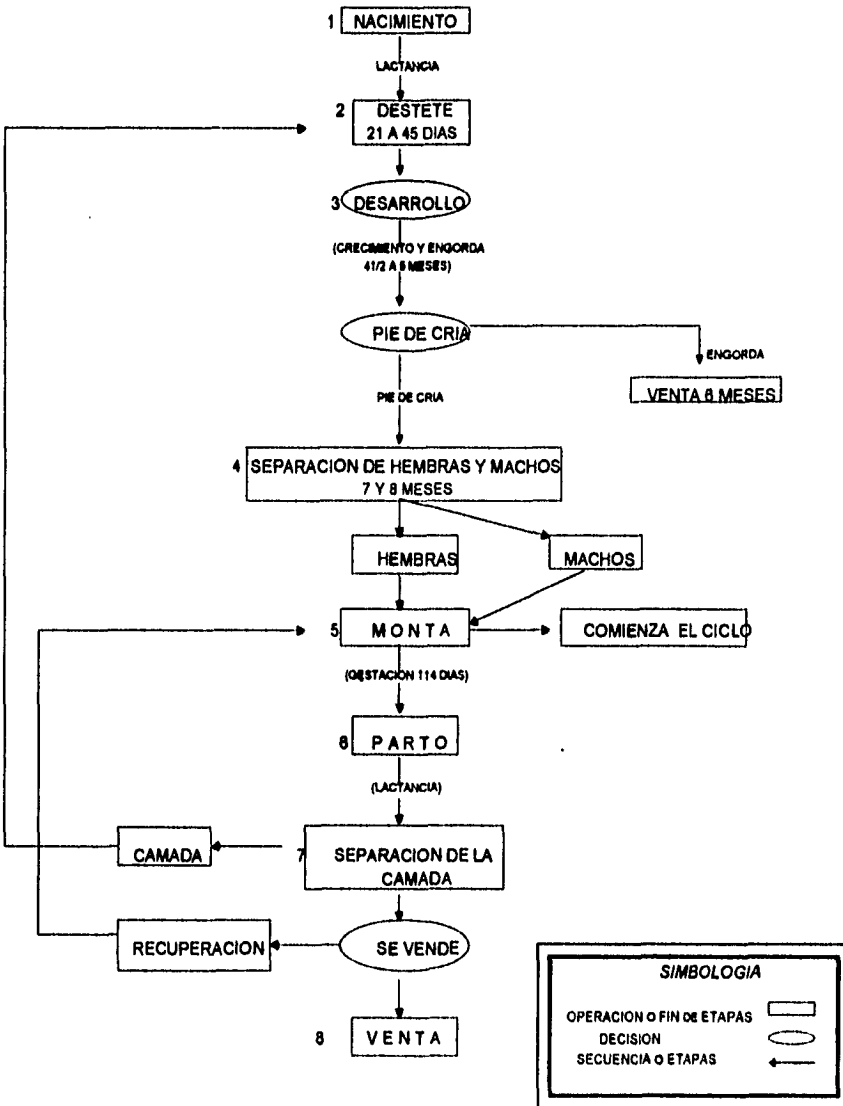 1 NACIMIENTO
LACTANCIA
2 DESTETE
21 A 45 DIAS
3 DESARROLLO
(CRECIMIENTO Y ENGORDA
41/2 A 5 MESES)
PIE DE CRIA
ENGORDA
VENTA 6 MESES
PIE DE CRIA
4 SEPARACION DE HEMBRAS Y MACHOS
7 Y 8 MESES
HEMBRAS
MACHOS
5 MONTA
COMIENZA EL CICLO
(GESTACION 114 DIAS)
6 PARTO
(LACTANCIA)
CAMADA
7 SEPARACION DE LA
CAMADA
RECUPERACION
SE VENDE
8 VENTA
SIMBOLOGIA
OPERACION O FIN DE ETAPAS
DECISION
SECUENCIA O ETAPAS